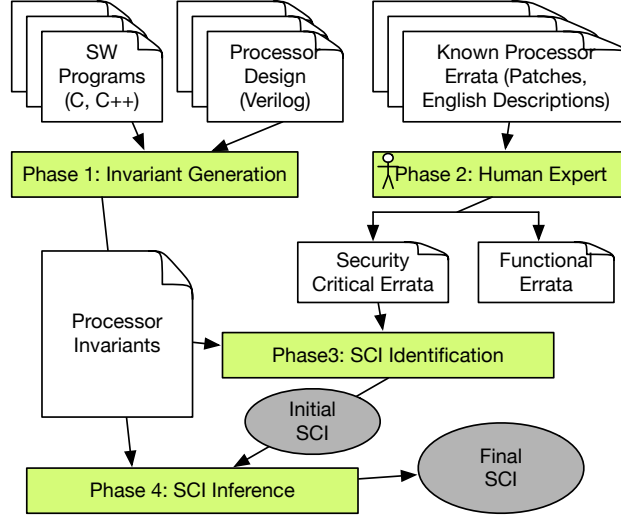 SW
Programs
(C, C++)
Processor
Design
(Verilog)
Known Processor
Errata (Patches,
English Descriptions)
Phase 1: Invariant Generation
Phase 2: Human Expert
Security
Critical Errata
Functional
Errata
Processor
Invariants
Phase3: SCI Identification
Initial
SCI
Phase 4: SCI Inference
Final
SCI